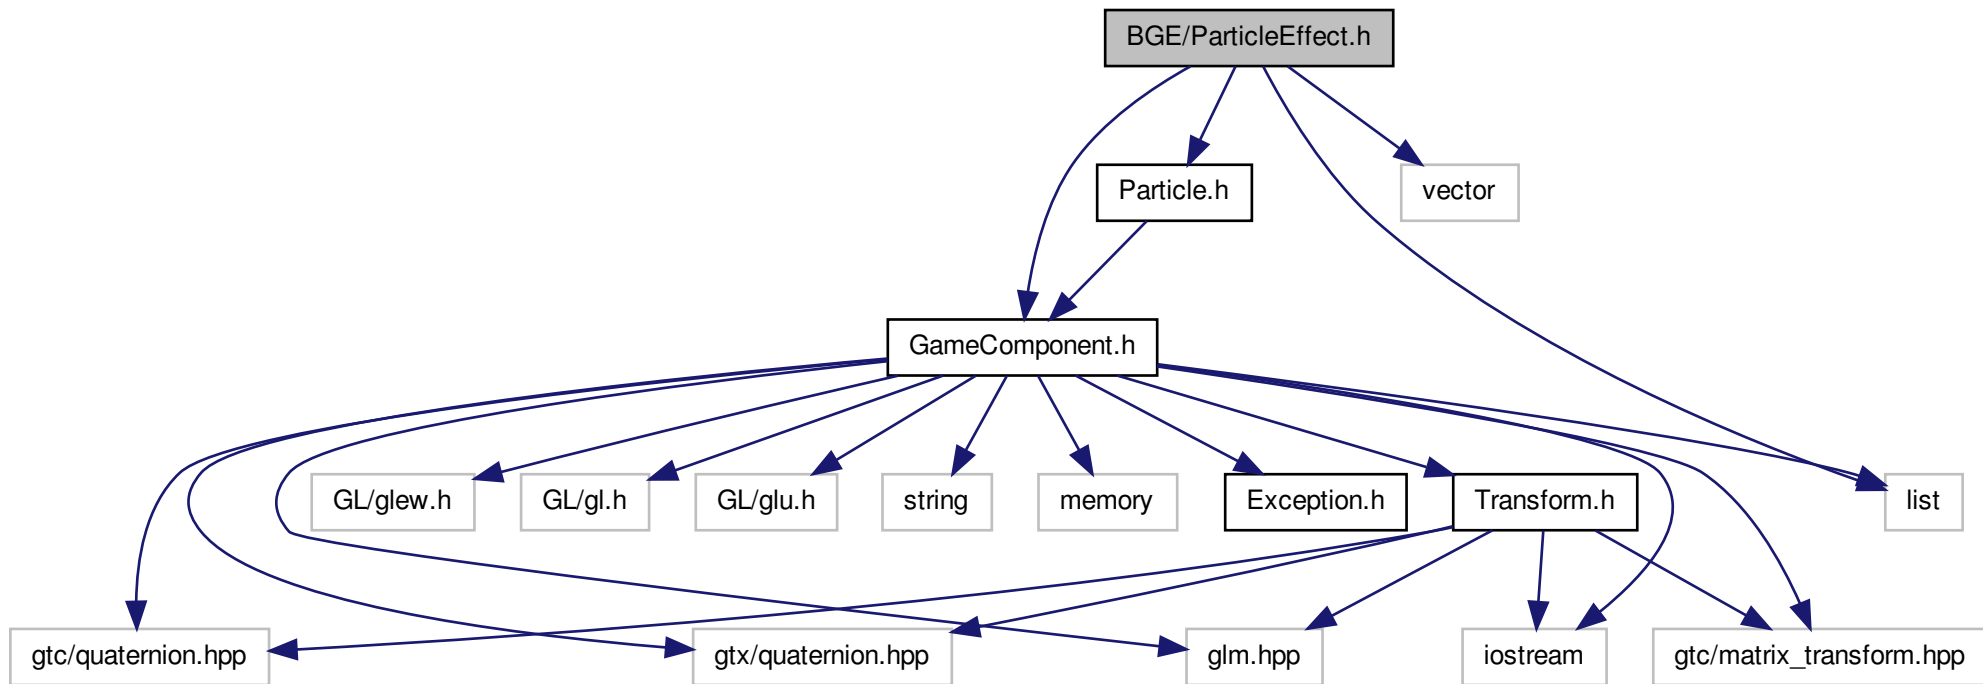 BGE/ParticleEffect.h
Particle.h
vector
GameComponent.h
GL/glew.h
GL/gl.h
GL/glu.h
string
memory
Exception.h
Transform.h
list
gtc/quaternion.hpp
gtx/quaternion.hpp
glm.hpp
iostream
gtc/matrix_transform.hpp